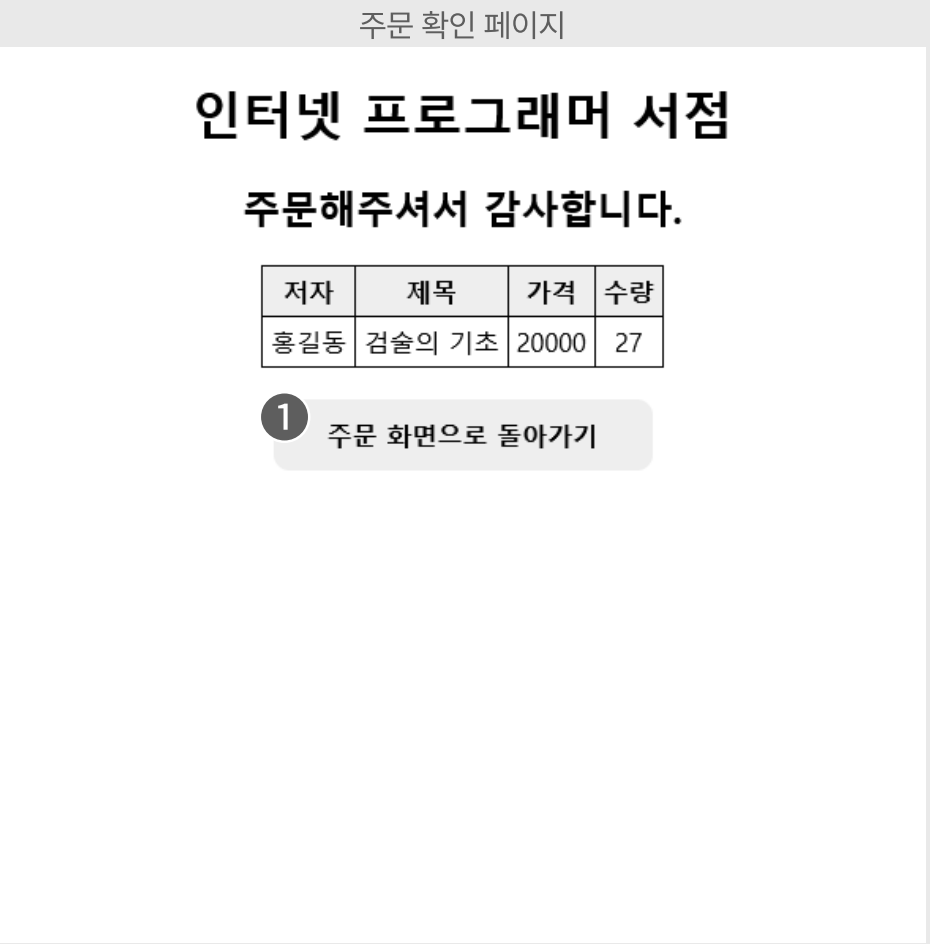 주문 확인 페이지
인터넷 프로그래머 서점
주문해주셔서 감사합니다.
저자 제목 가격 수량
홍길동 검술의 기초 20000 27
1
주문 화면으로 돌아가기